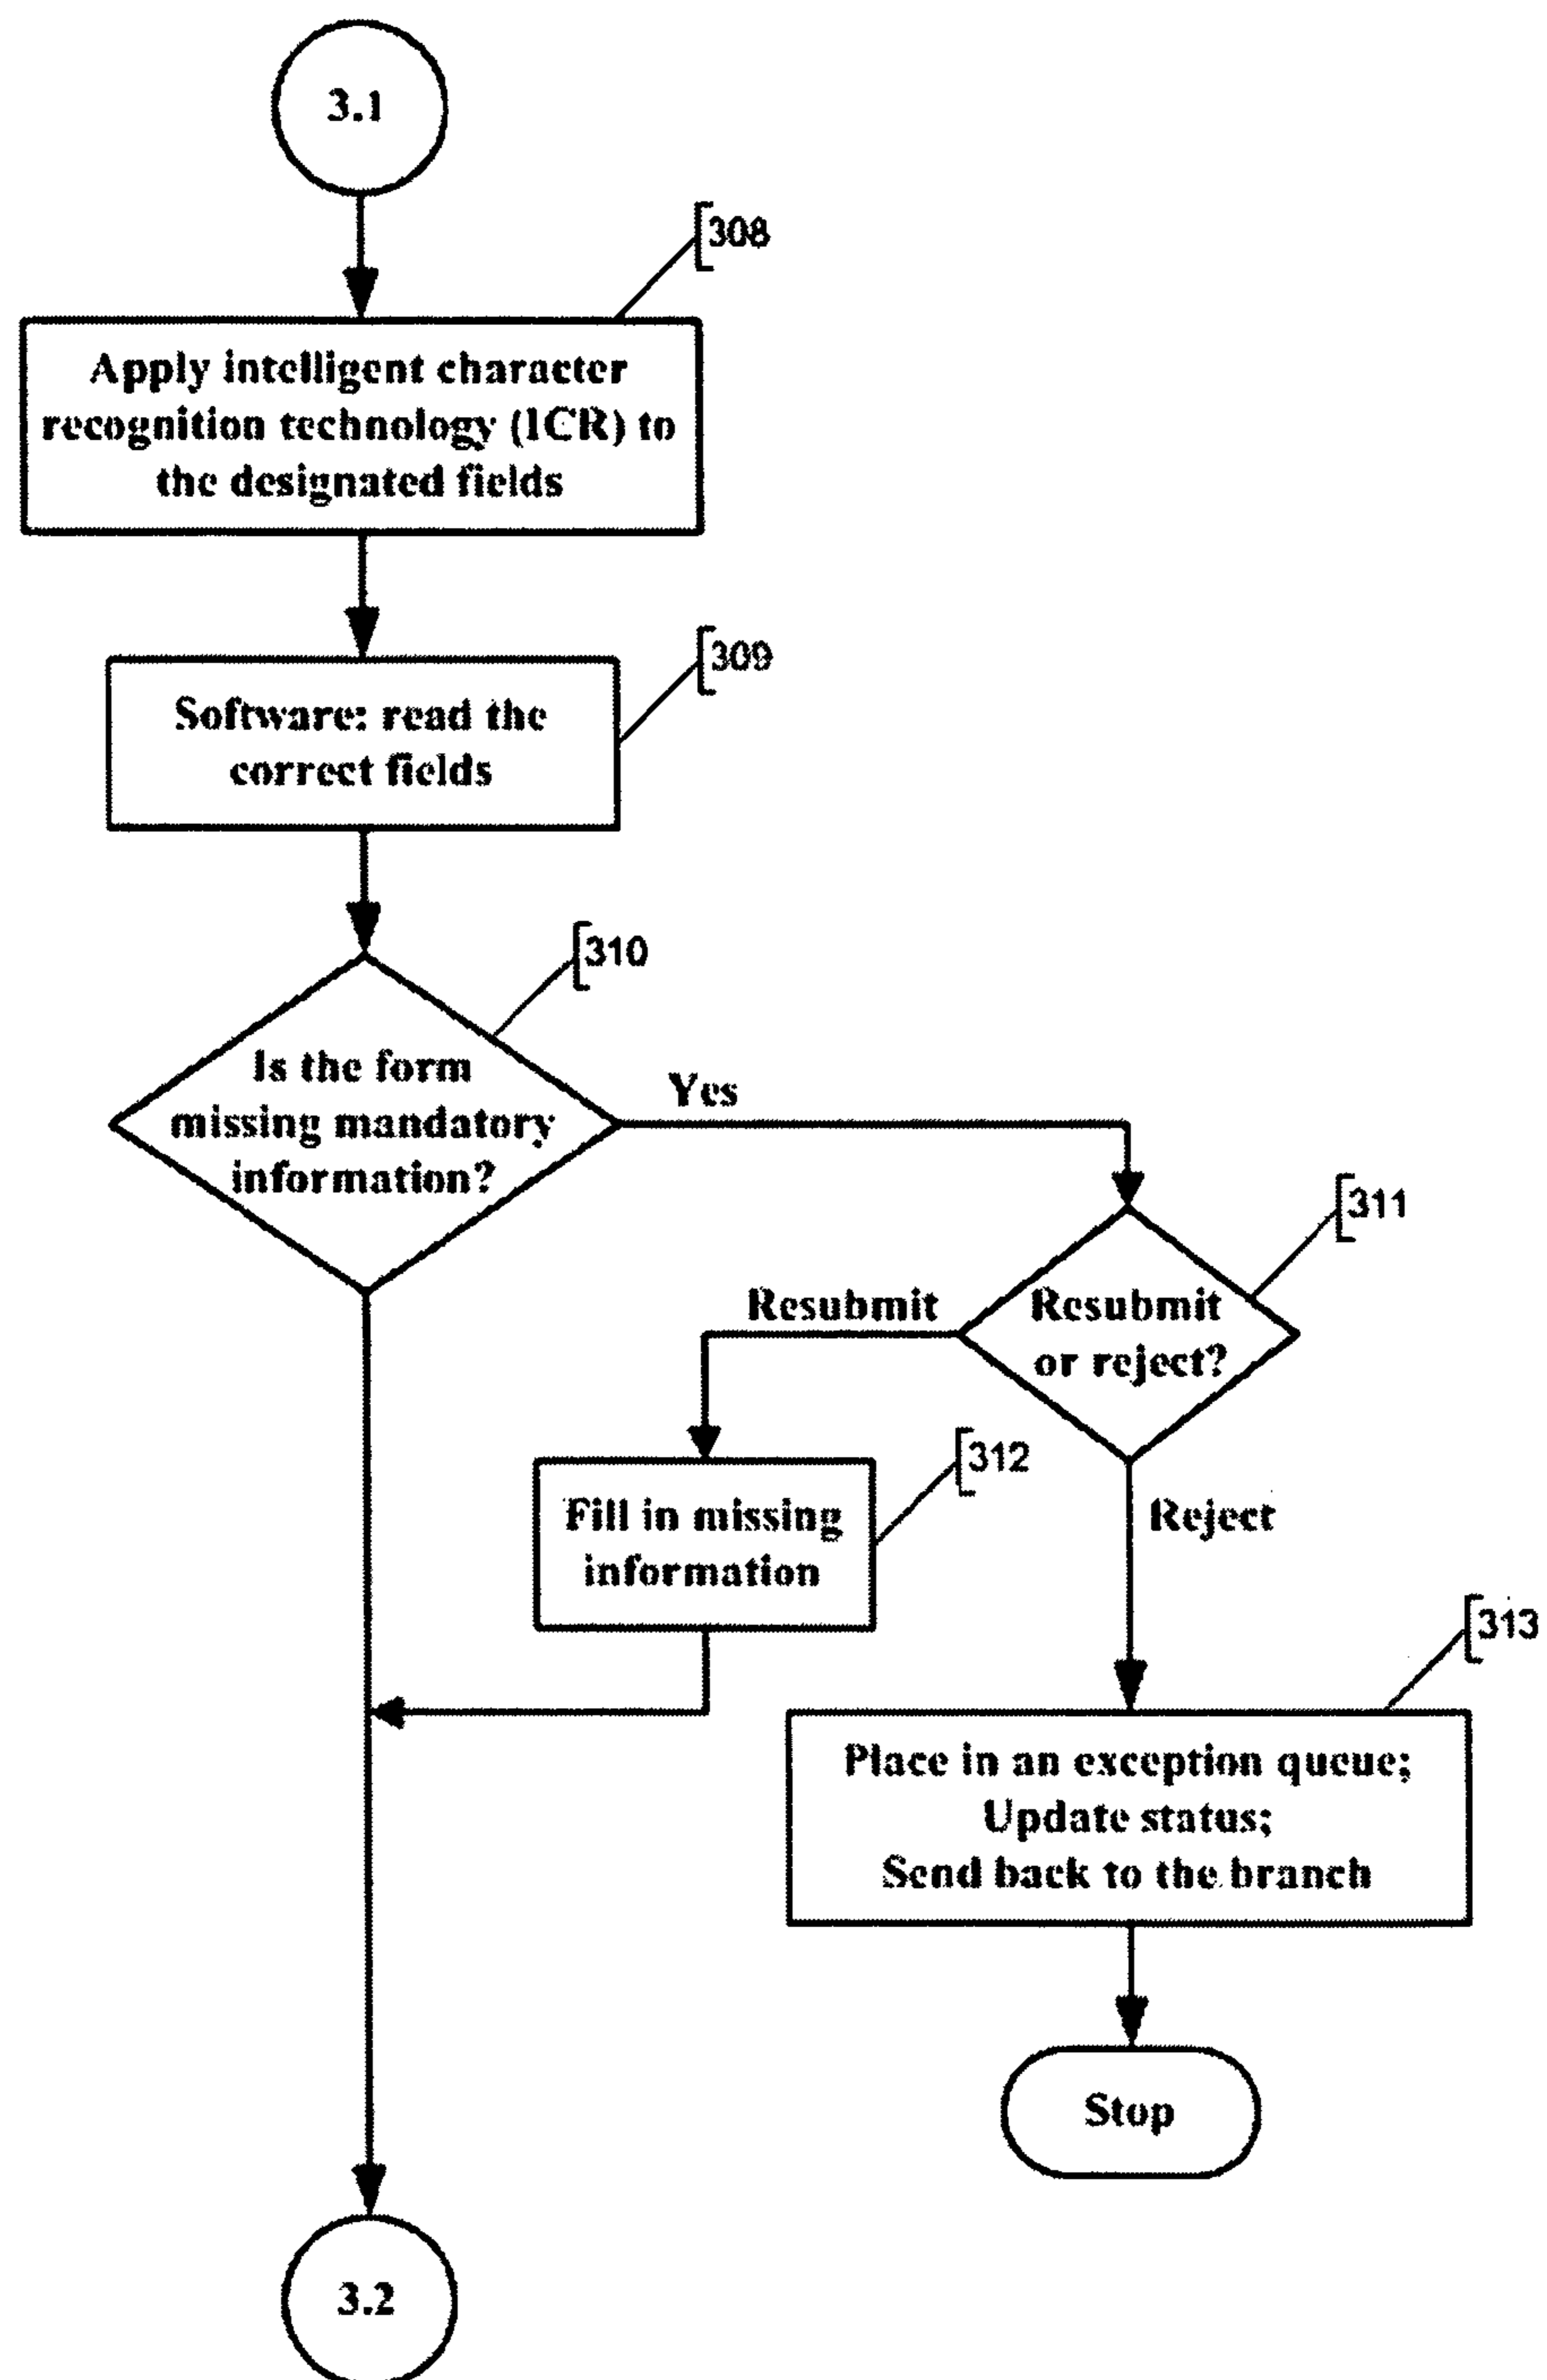 3.1
308
Apply intelligent character
recognition technology (ICR) to
the designated fields
309
Software: read the
correct fields
310
Is the form
missing mandatory
information?
Yes
311
Resubmit
or reject?
Resubmit
312
Fill in missing
information
Reject
313
Place in an exception queue;
Update status;
Send back to the branch
Stop
3.2